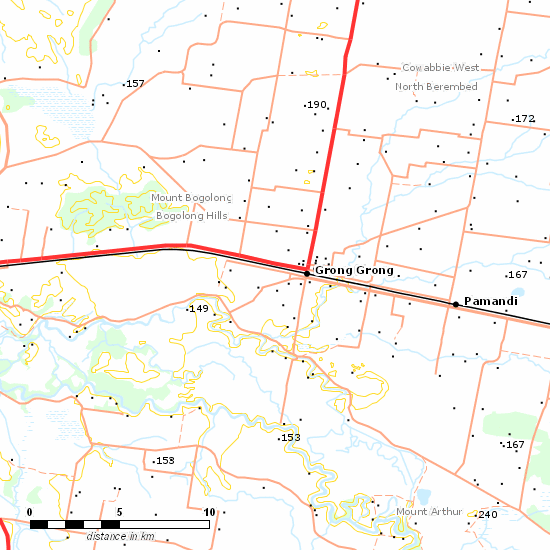 Cowabbie-West
.157
North Berembed
.190
.172
Mount Bogolong
Bogolong Hills
Grong Grong
.167
Pamandi
.149
.153
.167
.153
Mount Arthur
.240
0 5 10
distance in km